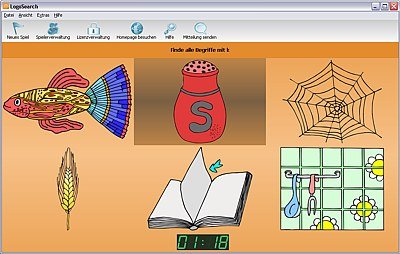 LogoSearch
Datei Ansicht Extras Hilfe
Neues Spiel Spielerverwaltung Lizenzverwaltung Homepage besuchen Hilfe Mitteilung senden
Finde alle Begriffe mit k
S
01:18